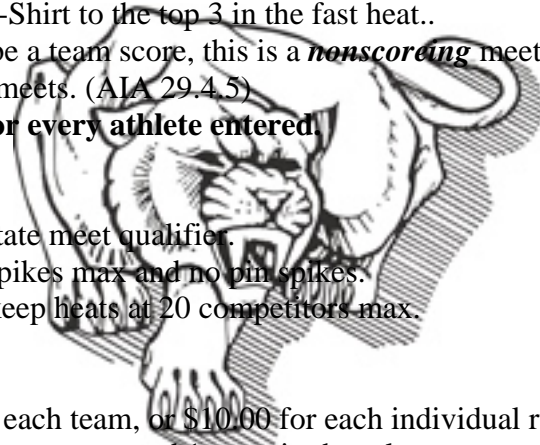 -Shirt to the top 3 in the fast heat..
be a team score, this is a nonscoreing meet
meets. (AIA 29.4.5)
or every athlete entered.
tate meet qualifier.
spikes max and no pin spikes.
keep heats at 20 competitors max.
each team, or $10.00 for each individual r